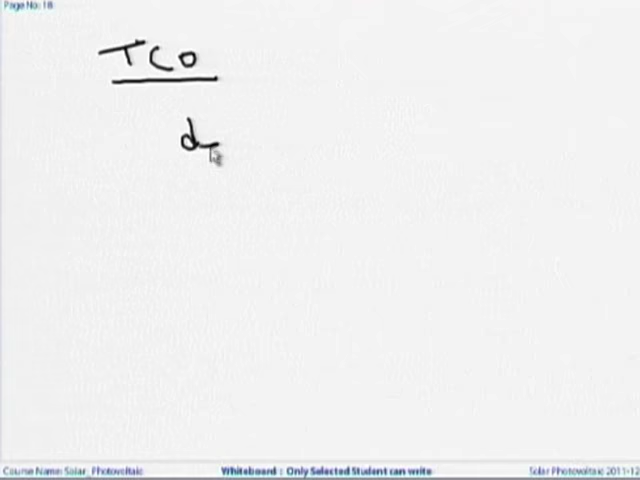 Page No: 18
TCO
d
Course Name: Solar_Photovoltaic Whiteboard : Only Selected Student can write Solar Photovoltaic 2011-12